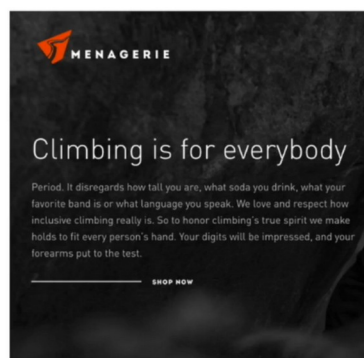 MENAGERIE
Climbing is for everybody
Period. It disregards how tall you are, what soda you drink, what your
favorite band is or what language you speak. We love and respect how
inclusive climbing really is. So to honor climbing's true spirit we make
holds to fit every person's hand. Your digits will be impressed, and your
forearms put to the test.
SHOP NOW